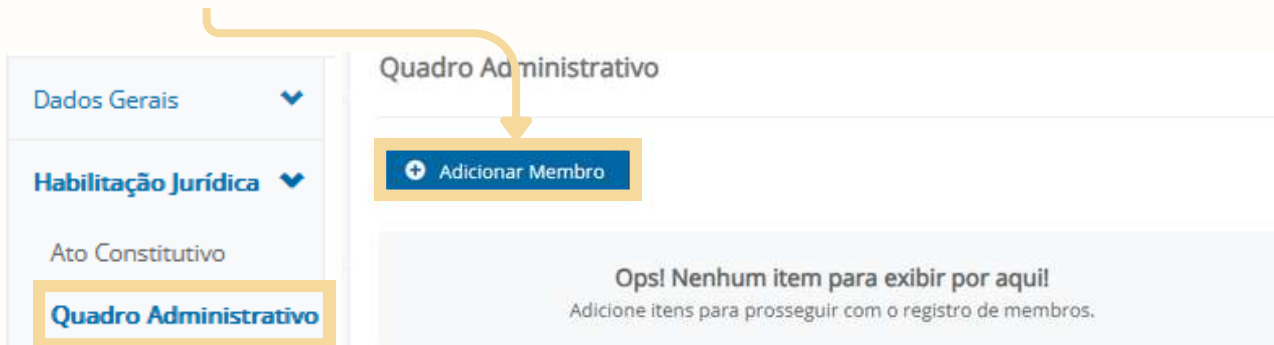 Dados Gerais
Habilitação Jurídica
Ato Constitutivo
Quadro Administrativo
Quadro Administrativo
Adicionar Membro
Ops! Nenhum item para exibir por aqui!
Adicione itens para prosseguir com o registro de membros.